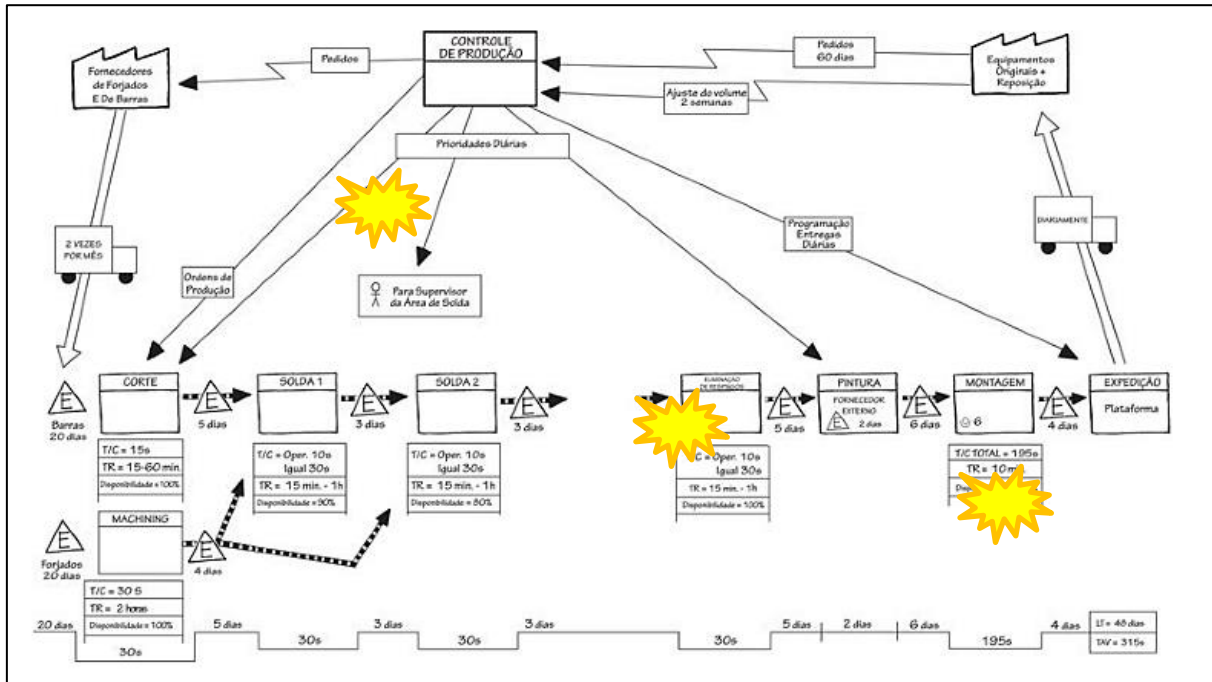 CONTROLE
DE PRODUÇÃO
Fornecedores
de Forjados
E De Barras
Pedidos
Pedidos
60 dias
Ajuste do volume
2 semanas
Equipamentos
Originais +
Reposição
Prioridades Diárias
2 VEZES
POR MÊS
Ordens de
Produção
Para Supervisor
da Área de Solda
Programação
Entregas
Diárias
DIARIAMENTE
E
Barras
20 dias
CORTE
E
5 dias
SOLDA 1
E
3 dias
SOLDA 2
E
3 dias
E
5 dias
PINTURA
FORNECEDOR
EXTERNO
E
2 dias
E
6 dias
MONTAGEM
6
E
4 dias
EXPEDIÇÃO
Plataforma
T/C = 15s
TR = 15-60 min.
Disponibilidade = 100%
T/C = Oper. 10s
Igual 30s
TR = 15 min. - 1h
Disponibilidade = 90%
T/C = Oper. 10s
Igual 30s
TR = 15 min. - 1h
Disponibilidade = 80%
= Oper. 10s
Igual 30s
TR = 15 min. - 1h
Disponibilidade = 100%
T/C TOTAL = 195s
TR = 10
MACHINING
E
Forjados
20 dias
E
4 dias
T/C = 30 S
TR = 2 horas
Disponibilidade = 100%
20 dias
30s
5 dias
30s
3 dias
30s
3 dias
30s
5 dias
2 dias
6 dias
195s
4 dias
LT = 48 dias
TAV = 315s